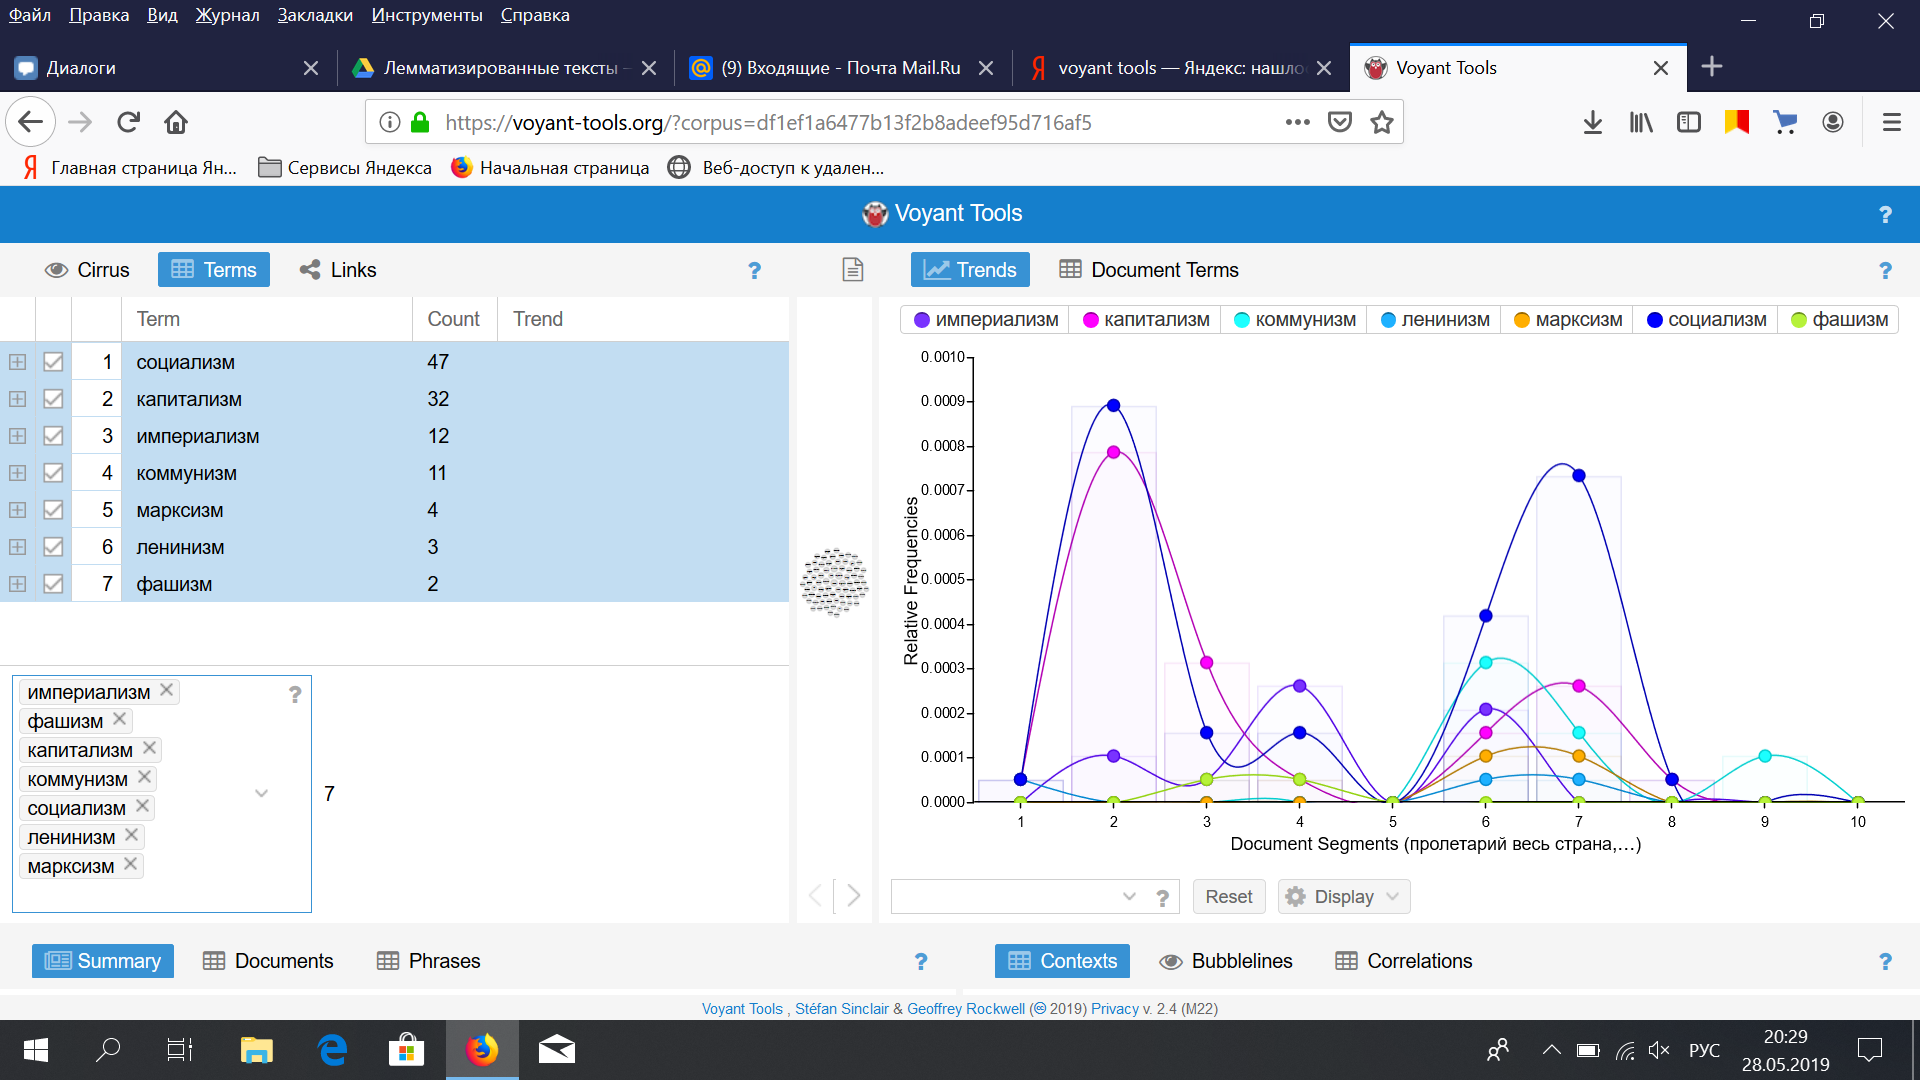 Файл Правка Вид Журнал Закладки Инструменты Справка
Диалоги
Лемматизированные тексты
(9) Входящие - Почта Mail.Ru
voyant tools — Яндекс: нашло
Voyant Tools
https://voyant-tools.org/?corpus=df1ef1a6477b13f2b8adeef95d716af5
Главная страница Ян... Сервисы Яндекса Начальная страница Веб-доступ к удален...
Voyant Tools ?
Cirrus Terms Links ?
Trends Document Terms ?
Term Count Trend
1 социализм 47
2 капитализм 32
3 империализм 12
4 коммунизм 11
5 марксизм 4
6 ленинизм 3
7 фашизм 2
империализм ?
фашизм
капитализм
коммунизм
социализм
ленинизм
марксизм
7
империализм капитализм коммунизм ленинизм марксизм социализм фашизм
Relative Frequencies
0.0010
0.0009
0.0008
0.0007
0.0006
0.0005
0.0004
0.0003
0.0002
0.0001
0.0000
1 2 3 4 5 6 7 8 9 10
Document Segments (пролетарий весь страна,...)
? Reset Display
Summary Documents Phrases ?
Contexts Bubblelines Correlations ?
Voyant Tools , Stéfan Sinclair & Geoffrey Rockwell (© 2019) Privacy v. 2.4 (M22)
РУС
20:29
28.05.2019